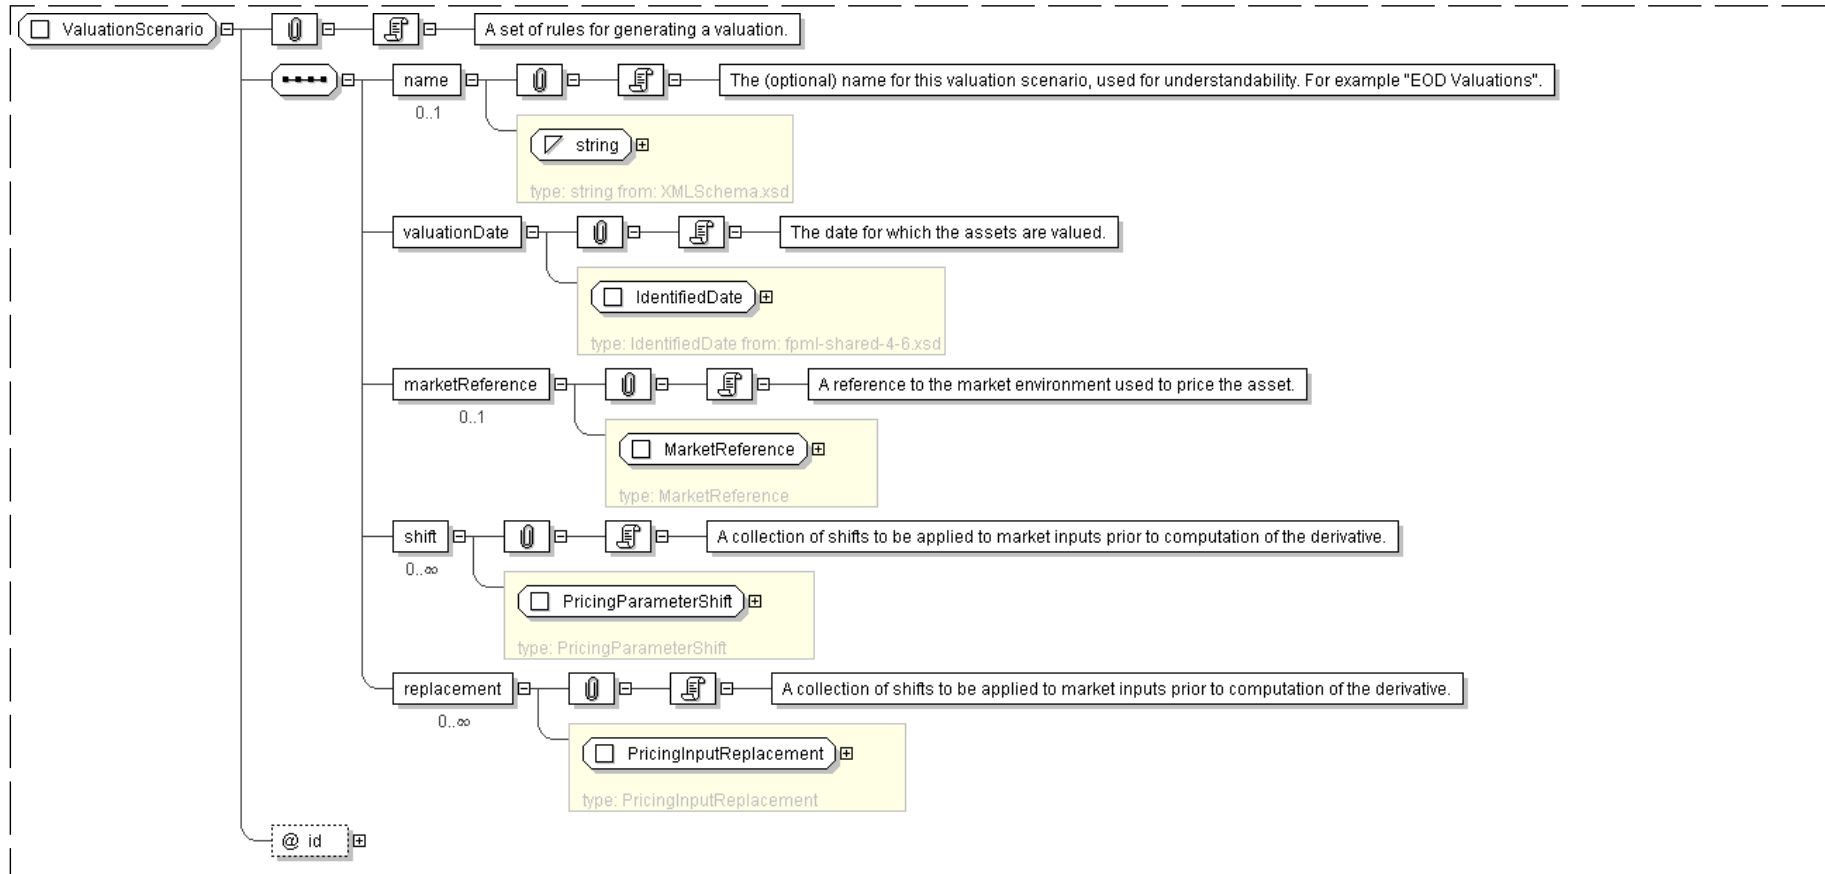 ValuationScenario
A set of rules for generating a valuation.
name
The (optional) name for this valuation scenario, used for understandability. For example "EOD Valuations".
0..1
string
type: string from: XMLSchema.xsd
valuationDate
The date for which the assets are valued.
IdentifiedDate
type: IdentifiedDate from: fpml-shared-4-6.xsd
marketReference
A reference to the market environment used to price the asset.
0..1
MarketReference
type: MarketReference
shift
A collection of shifts to be applied to market inputs prior to computation of the derivative.
0..∞
PricingParameterShift
type: PricingParameterShift
replacement
A collection of shifts to be applied to market inputs prior to computation of the derivative.
0..∞
PricingInputReplacement
type: PricingInputReplacement
@ id